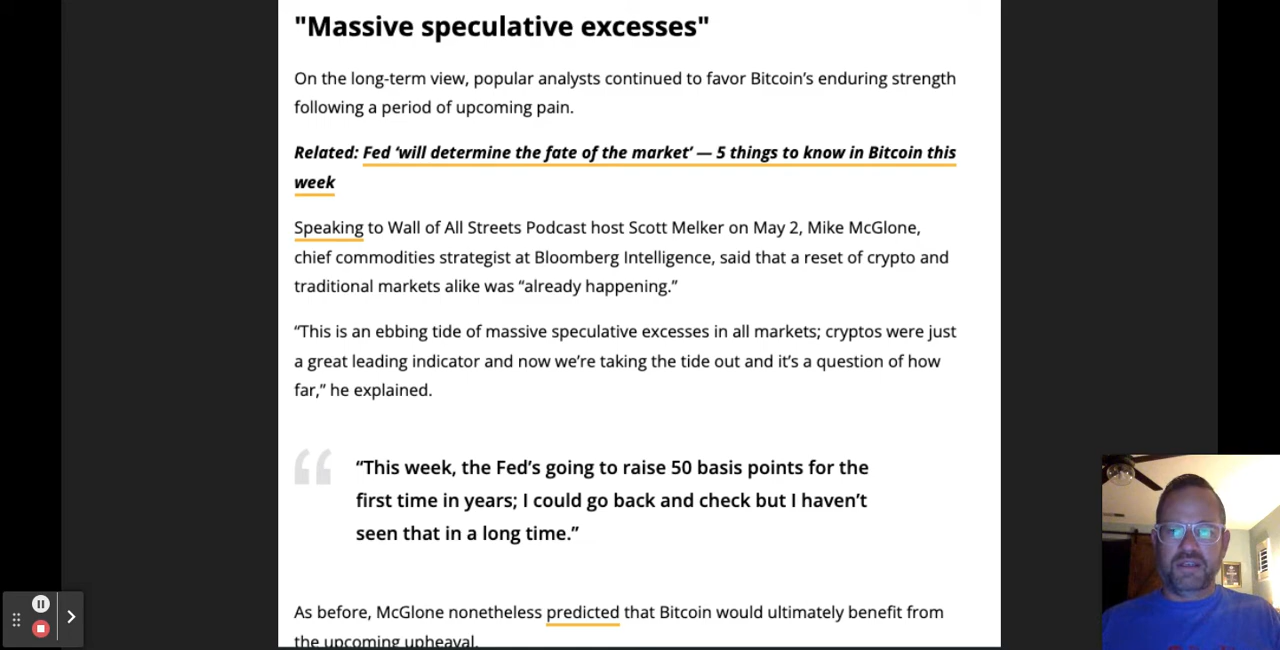 "Massive speculative excesses"
On the long-term view, popular analysts continued to favor Bitcoin’s enduring strength
following a period of upcoming pain.
Related: Fed ‘will determine the fate of the market’ — 5 things to know in Bitcoin this
week
Speaking to Wall of All Streets Podcast host Scott Melker on May 2, Mike McGlone,
chief commodities strategist at Bloomberg Intelligence, said that a reset of crypto and
traditional markets alike was “already happening.”
“This is an ebbing tide of massive speculative excesses in all markets; cryptos were just
a great leading indicator and now we’re taking the tide out and it’s a question of how
far,” he explained.
“This week, the Fed’s going to raise 50 basis points for the
first time in years; I could go back and check but I haven’t
seen that in a long time.”
As before, McGlone nonetheless predicted that Bitcoin would ultimately benefit from
the upcoming upheaval.